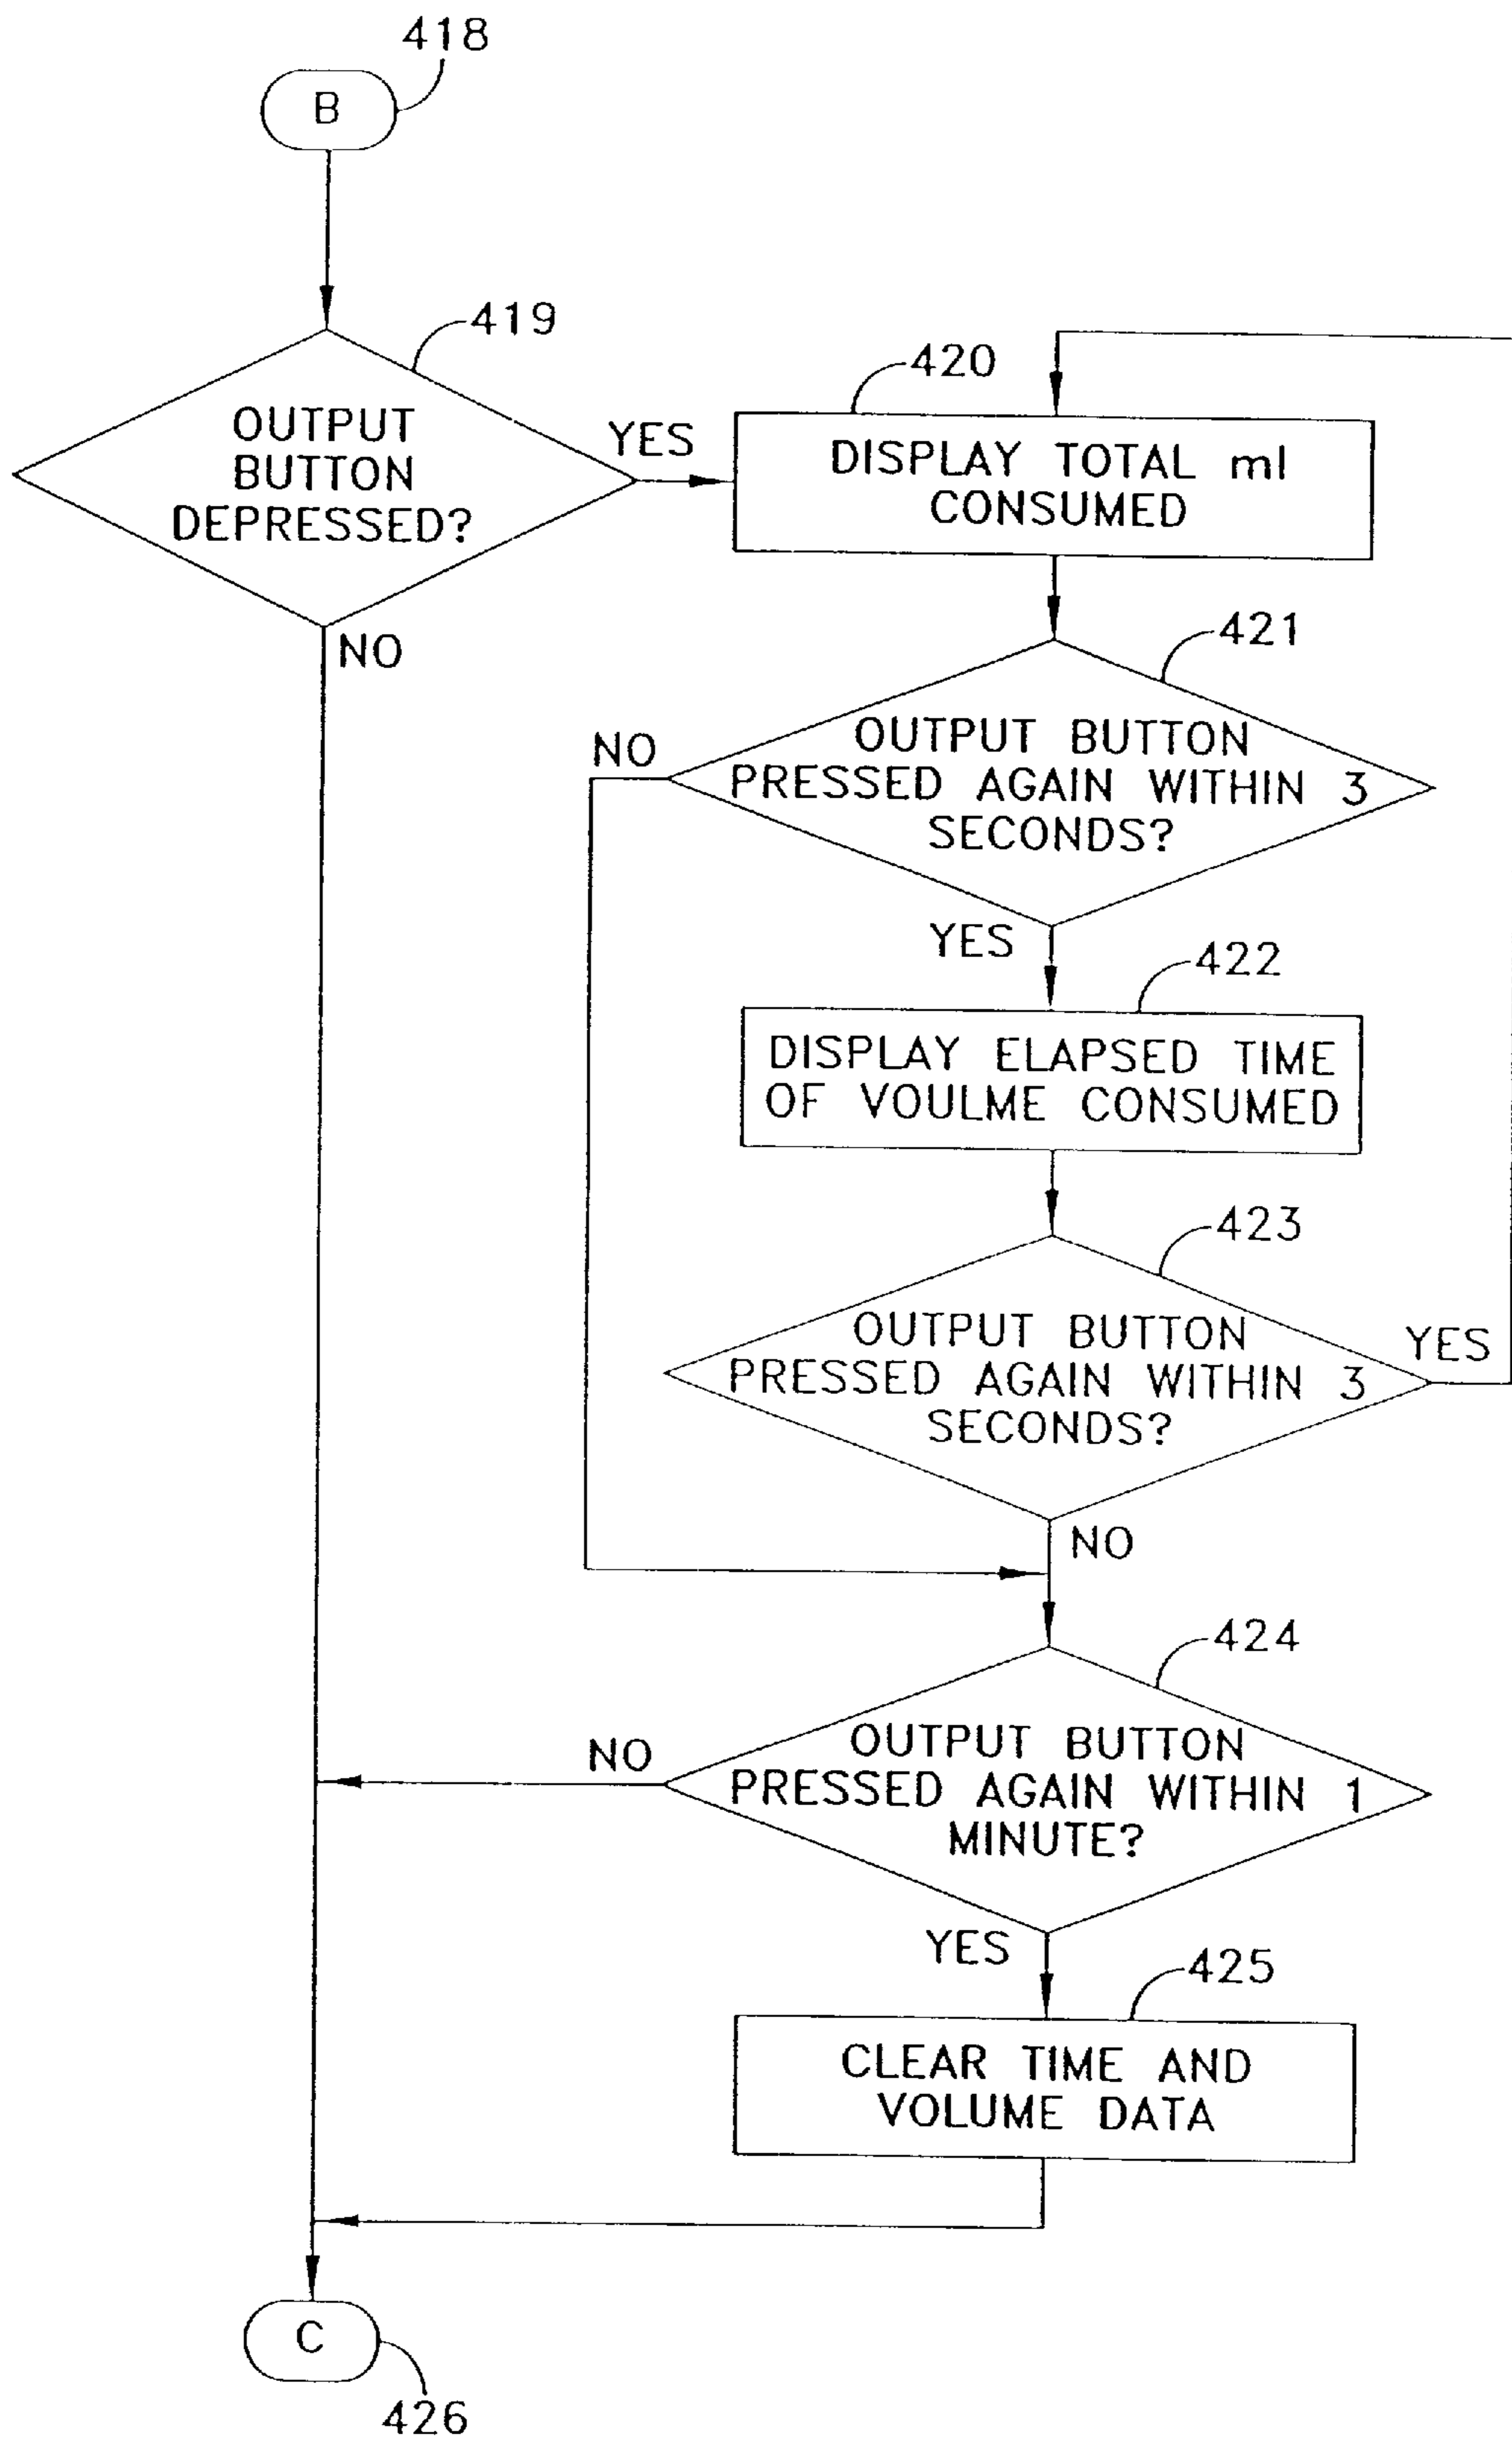 418
B
419
OUTPUT
BUTTON
DEPRESSED?
YES
NO
420
DISPLAY TOTAL ml
CONSUMED
421
OUTPUT BUTTON
PRESSED AGAIN WITHIN 3
SECONDS?
NO
YES
422
DISPLAY ELAPSED TIME
OF VOULME CONSUMED
423
OUTPUT BUTTON
PRESSED AGAIN WITHIN 3
SECONDS?
YES
NO
424
OUTPUT BUTTON
PRESSED AGAIN WITHIN 1
MINUTE?
NO
YES
425
CLEAR TIME AND
VOLUME DATA
C
426